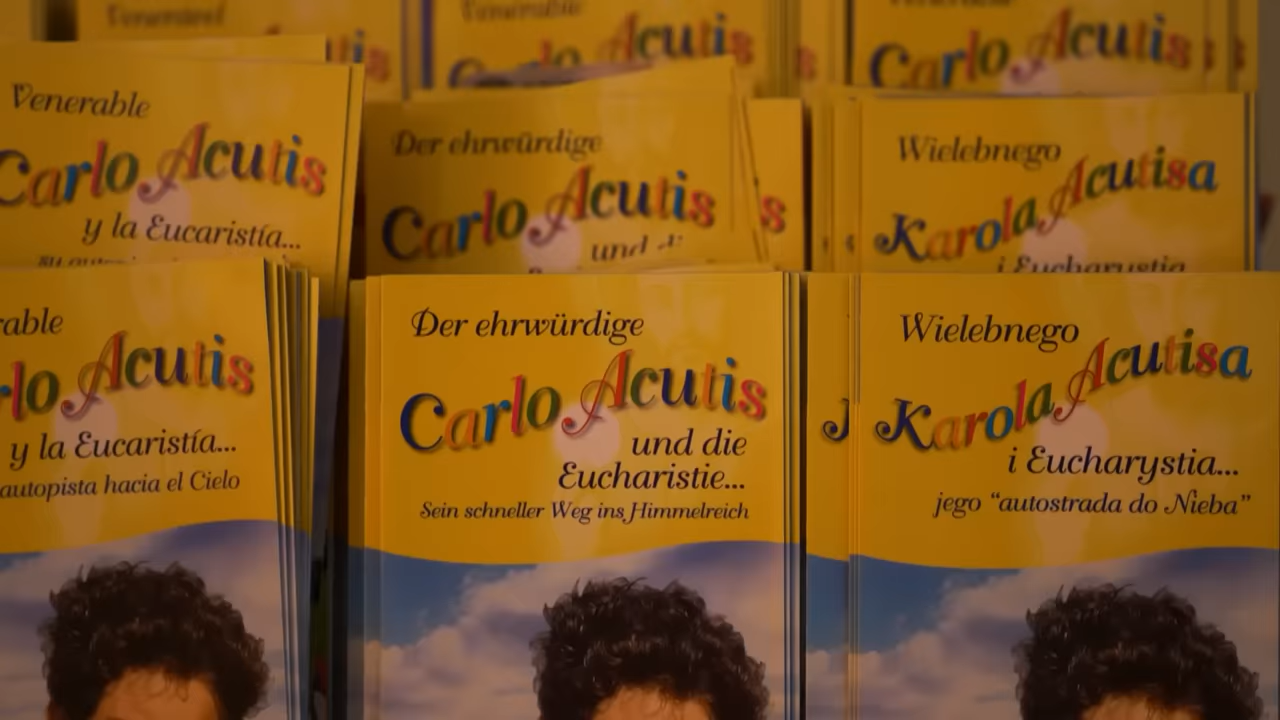 Venerable
Carlo Acutis
Carlo Acutis
Venerable
Carlo Acutis
y la Eucaristía...
Der ehrwürdige
Carlo Acutis
und
Wielebnego
Karola Acutisa
i Eucharystia
Acutis
y la Eucaristía...
autopista hacia el Cielo
Der ehrwürdige
Carlo Acutis
und die
Eucharistie...
Sein schneller Weg ins Himmelreich
Wielebnego
Karola Acutisa
i Eucharystia...
jego “autostrada do Nieba”